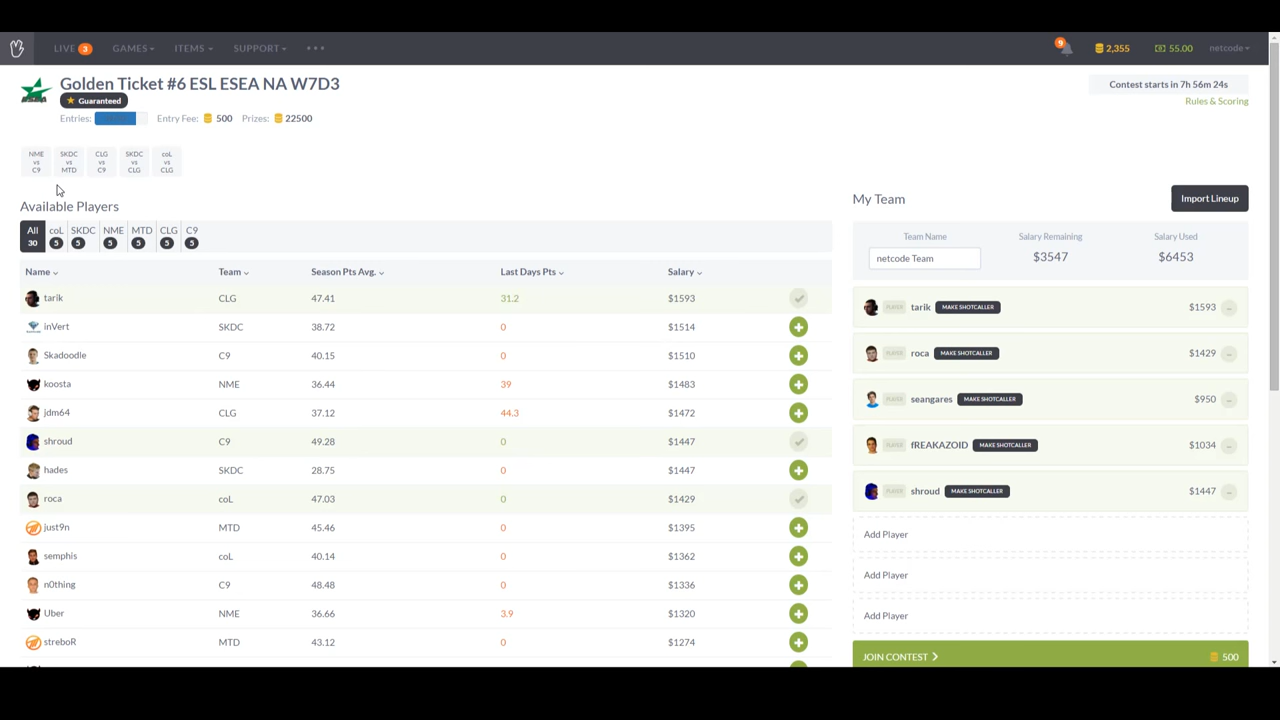 LIVE 3 GAMES ITEMS SUPPORT 9 2,355 55.00 netcode
Golden Ticket #6 ESL ESEA NA W7D3
Guaranteed
Contest starts in 7h 56m 24s
Rules & Scoring
Entries: Entry Fee: 500 Prizes: 22500
NME vs C9
SKDC vs MTD
CLG vs C9
SKDC vs CLG
coL vs CLG
Available Players
All 30 coL 5 SKDC 5 NME 5 MTD 5 CLG 5 C9 5
Name Team Season Pts Avg. Last Days Pts Salary
tarik CLG 47.41 31.2 $1593
inVert SKDC 38.72 0 $1514
Skadoodle C9 40.15 0 $1510
koosta NME 36.44 39 $1483
jdm64 CLG 37.12 44.3 $1472
shroud C9 49.28 0 $1447
hades SKDC 28.75 0 $1447
roca coL 47.03 0 $1429
just9n MTD 45.46 0 $1395
semphis coL 40.14 0 $1362
n0thing C9 48.48 0 $1336
Uber NME 36.66 3.9 $1320
streboR MTD 43.12 0 $1274
My Team Import Lineup
Team Name Salary Remaining Salary Used
netcode Team $3547 $6453
PLAYER tarik MAKE SHOTCALLER $1593
PLAYER roca MAKE SHOTCALLER $1429
PLAYER seangares MAKE SHOTCALLER $950
PLAYER fREAKAZOID MAKE SHOTCALLER $1034
PLAYER shroud MAKE SHOTCALLER $1447
Add Player
Add Player
Add Player
JOIN CONTEST 500